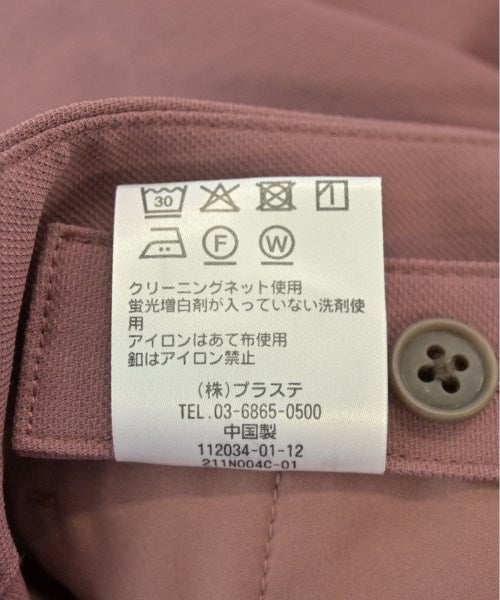 30
F W
クリーニングネット使用
蛍光増白剤が入っていない洗剤使
用
アイロンはあて布使用
釦はアイロン禁止
(株)プラステ
TEL.03-6865-0500
中国製
112034-01-12
211N004C-01